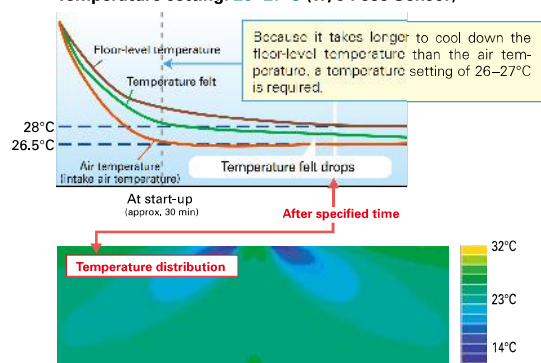 Because it takes longer to cool down the
floor-level temperature than the air tem-
perature, a temperature setting of 26–27°C
is required.
Floor-level temperature
Temperature felt
28°C
26.5°C
Air temperature
(intake air temperature)
Temperature felt drops
At start-up
(approx, 30 min)
After specified time
Temperature distribution
32°C
23°C
14°C